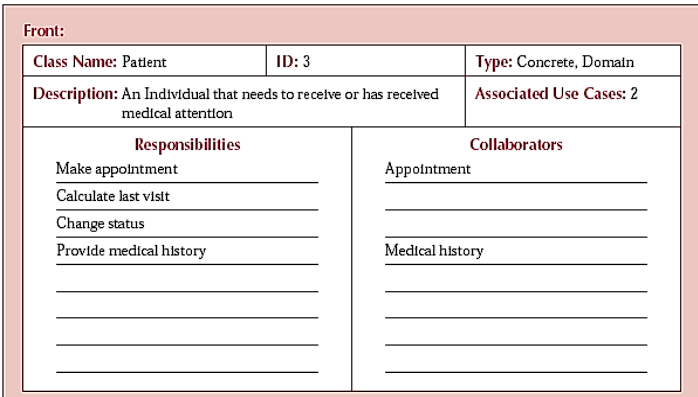 Front:
Class Name: Patient
ID: 3
Type: Concrete, Domain
Description: An Individual that needs to receive or has received
medical attention
Associated Use Cases: 2
Responsibilities
Collaborators
Make appointment
Appointment
Calculate last visit
Change status
Provide medical history
Medical history